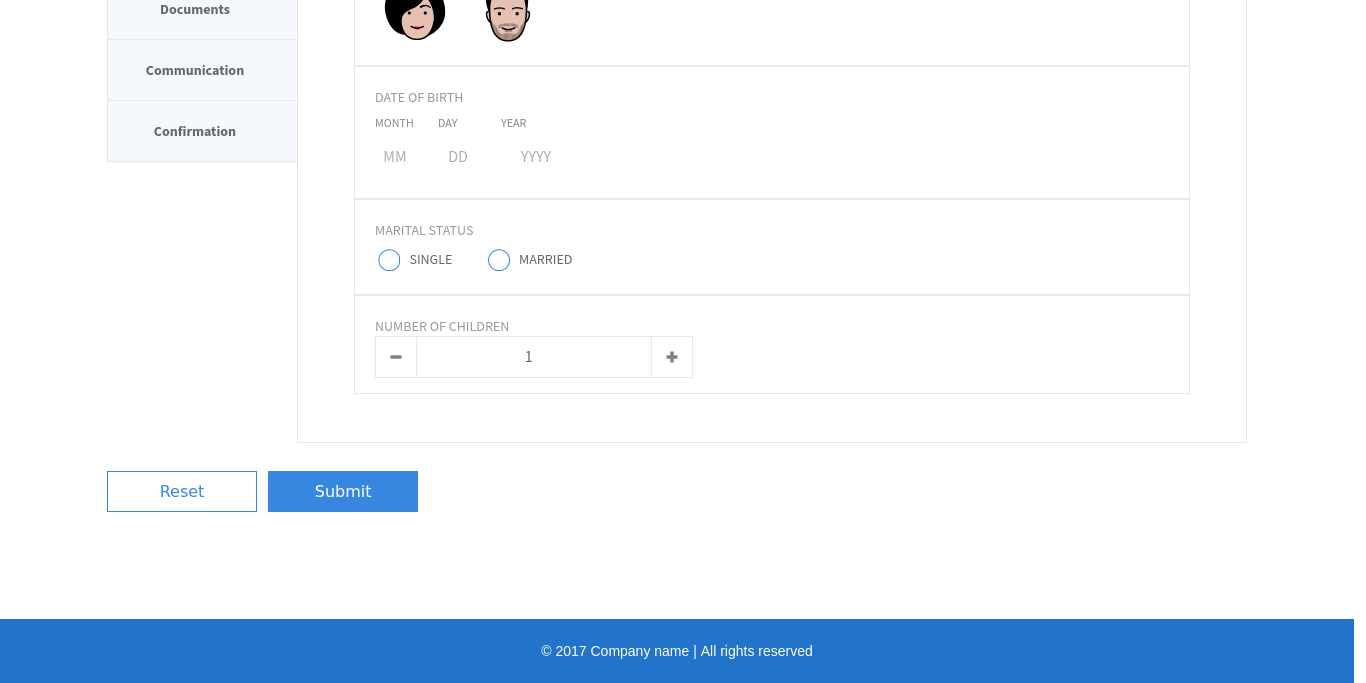 Documents
Communication
Confirmation
DATE OF BIRTH
MONTH DAY YEAR
MM DD YYYY
MARITAL STATUS
SINGLE MARRIED
NUMBER OF CHILDREN
1
Reset Submit
© 2017 Company name | All rights reserved